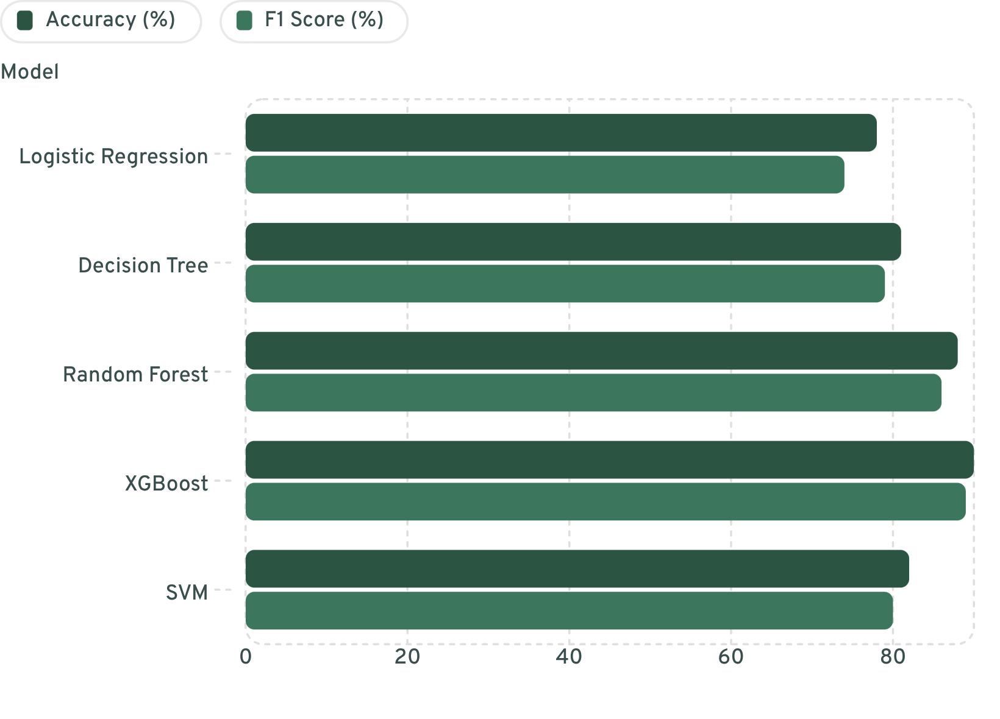 Accuracy (%) F1 Score (%)
Model
Logistic Regression
Decision Tree
Random Forest
XGBoost
SVM
0 20 40 60 80